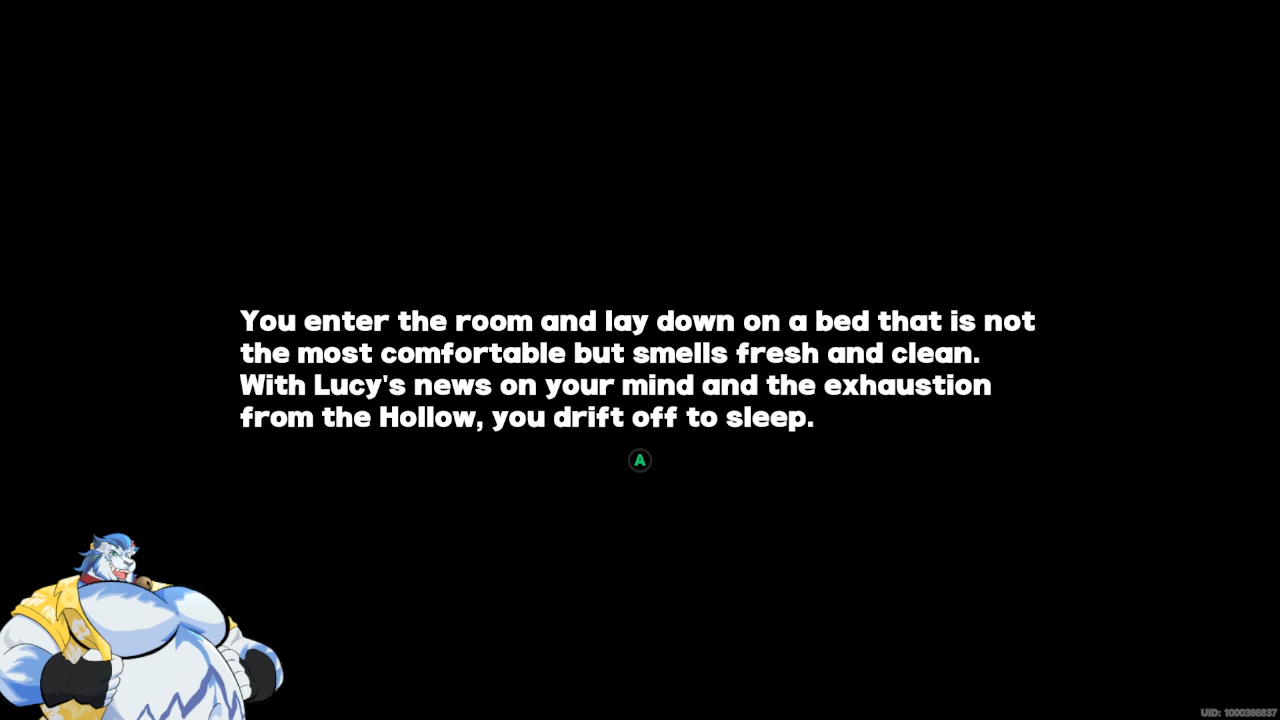 You enter the room and lay down on a bed that is not
the most comfortable but smells fresh and clean.
With Lucy's news on your mind and the exhaustion
from the Hollow, you drift off to sleep.
A
UID: 1000366837